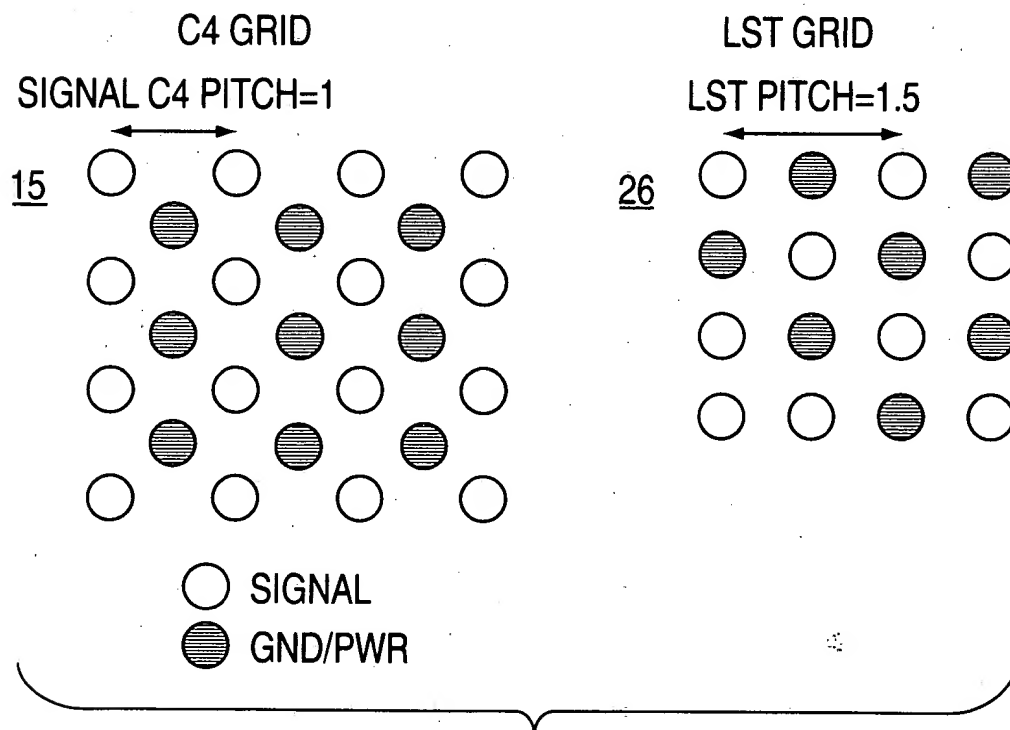 C4 GRID
SIGNAL C4 PITCH=1
15
LST GRID
LST PITCH=1.5
26
SIGNAL
GND/PWR